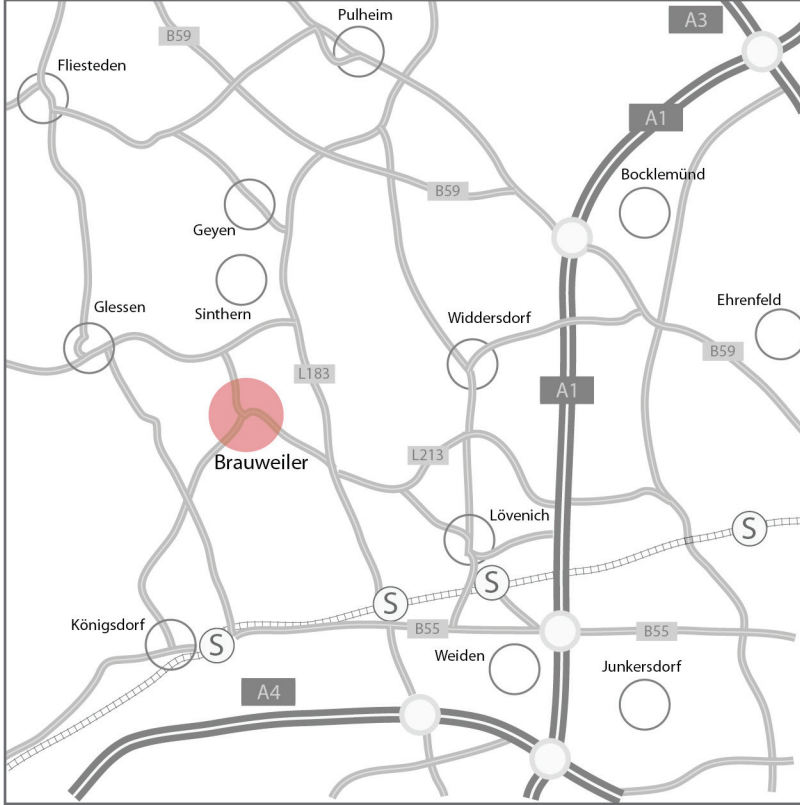 Pulheim
A3
B59
Fliesteden
A1
Bocklemünd
B59
Geyen
Ehrenfeld
Glessen
Sinthern
Widdersdorf
B59
L183
A1
L213
Brauweiler
Lövenich
S
S
S
Königsdorf
B55
B55
S
Weiden
Junkersdorf
A4